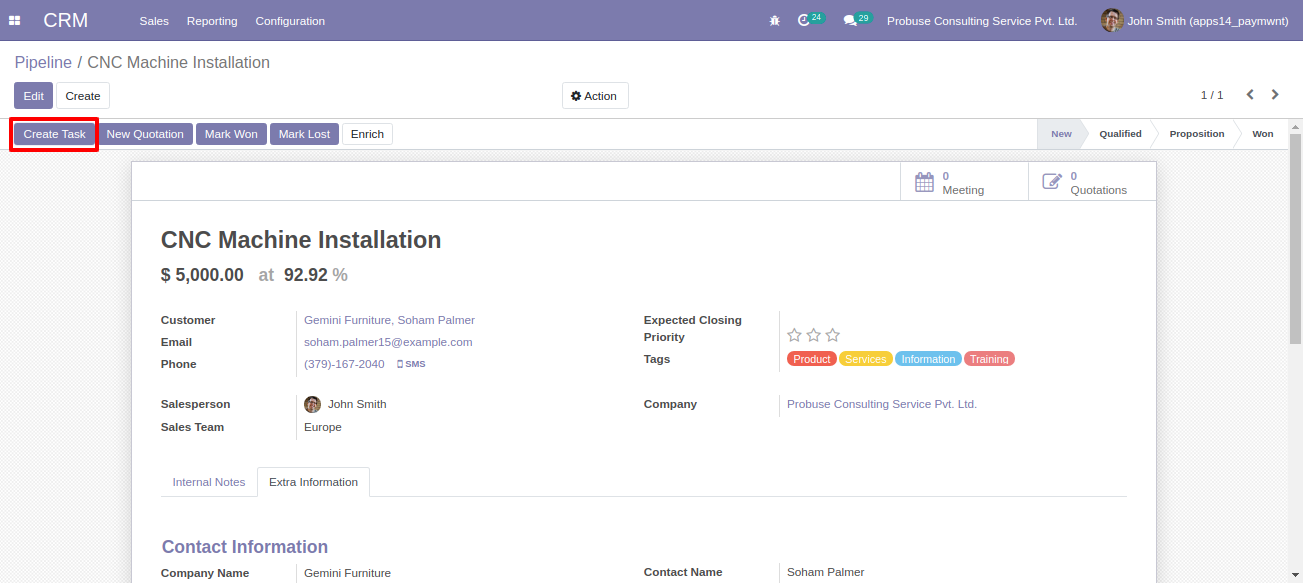 CRM Sales Reporting Configuration 24 29 Probuse Consulting Service Pvt. Ltd. John Smith (apps14_paymwnt)
Pipeline / CNC Machine Installation
Edit Create Action 1 / 1
Create Task New Quotation Mark Won Mark Lost Enrich New Qualified Proposition Won
0 Meeting
0 Quotations
CNC Machine Installation
$ 5,000.00 at 92.92 %
Customer Gemini Furniture, Soham Palmer
Email soham.palmer15@example.com
Phone (379)-167-2040 SMS
Expected Closing
Priority
Tags Product Services Information Training
Salesperson John Smith
Sales Team Europe
Company Probuse Consulting Service Pvt. Ltd.
Internal Notes Extra Information
Contact Information
Company Name Gemini Furniture
Contact Name Soham Palmer